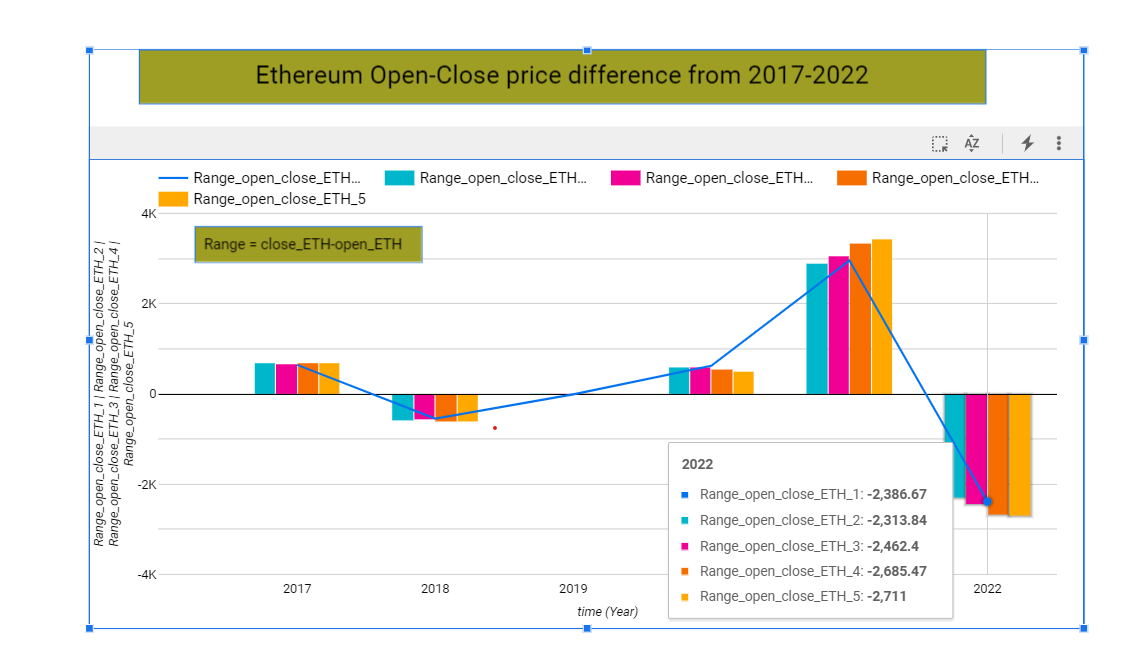 Ethereum Open-Close price difference from 2017-2022
AZ
Range_open_close_ETH...
Range_open_close_ETH...
Range_open_close_ETH...
Range_open_close_ETH...
Range_open_close_ETH_5
Range = close_ETH-open_ETH
Range_open_close_ETH_1 | Range_open_close_ETH_2 |
Range_open_close_ETH_3 | Range_open_close_ETH_4 |
Range_open_close_ETH_5
4K
2K
0
-2K
-4K
2022
Range_open_close_ETH_1: -2,386.67
Range_open_close_ETH_2: -2,313.84
Range_open_close_ETH_3: -2,462.4
Range_open_close_ETH_4: -2,685.47
Range_open_close_ETH_5: -2,711
2017
2018
2019
2022
time (Year)